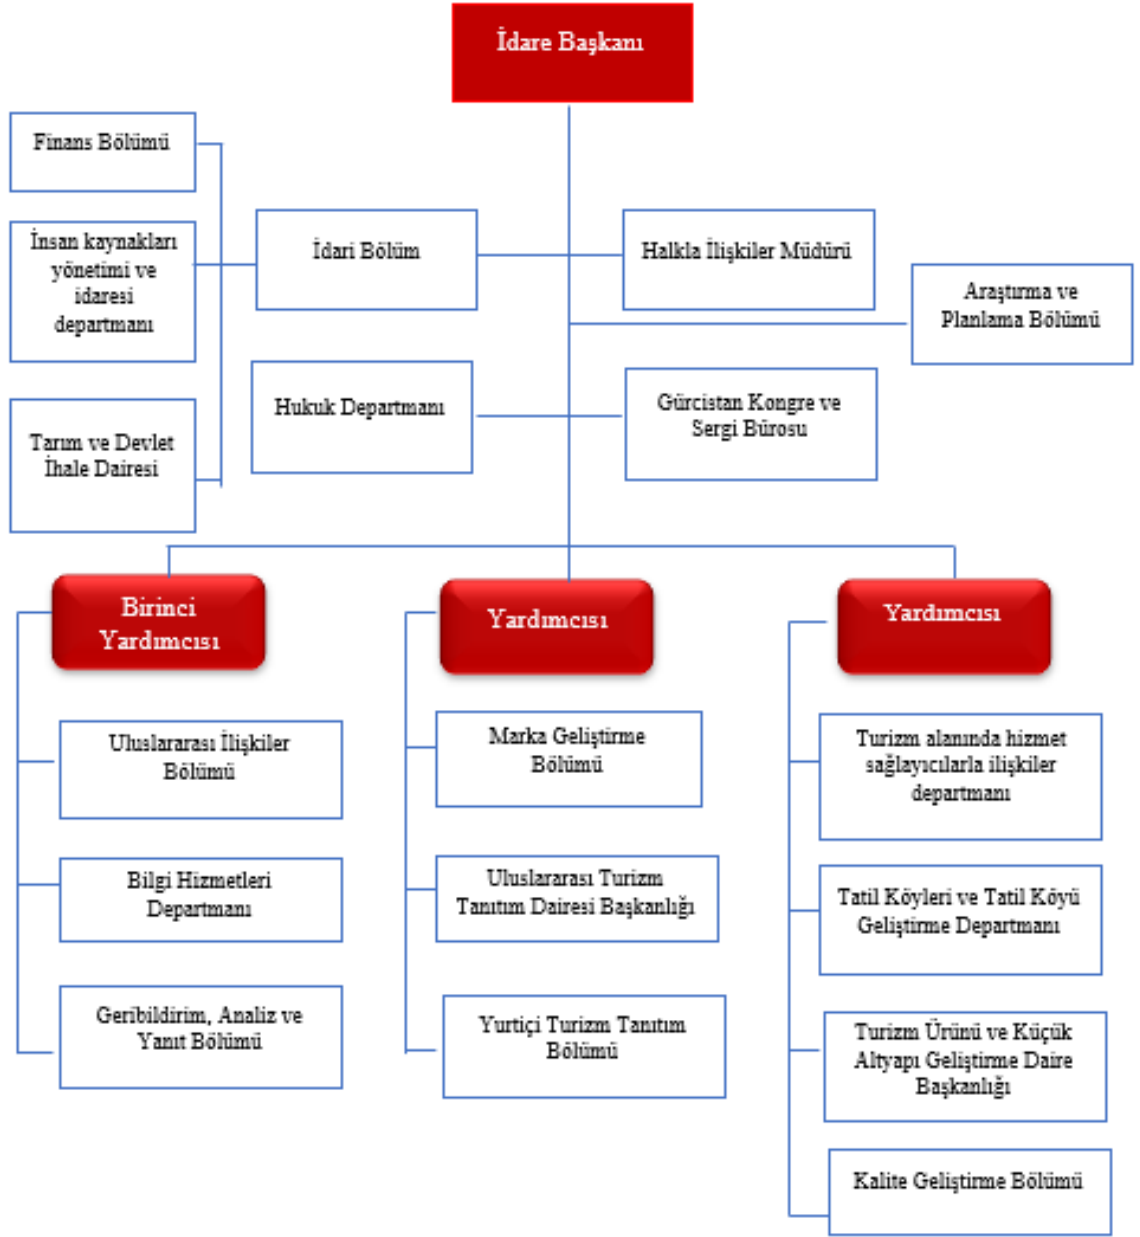 İdare Başkanı
Finans Bölümü
İnsan kaynakları
yönetimi ve
idaresi
departmanı
İdari Bölüm
Halkla İlişkiler Müdürü
Araştırma ve
Planlama Bölümü
Tarım ve Devlet
İhale Dairesi
Hukuk Departmanı
Gürcistan Kongre ve
Sergi Bürosu
Birinci
Yardımcısı
Yardımcısı
Yardımcısı
Uluslararası İlişkiler
Bölümü
Bilgi Hizmetleri
Departmanı
Geribildirim, Analiz ve
Yanıt Bölümü
Marka Geliştirme
Bölümü
Uluslararası Turizm
Tanıtım Dairesi Başkanlığı
Yurtiçi Turizm Tanıtım
Bölümü
Turizm alanında hizmet
sağlayıcılarla ilişkiler
departmanı
Tatil Köyleri ve Tatil Köyü
Geliştirme Departmanı
Turizm Ürünü ve Küçük
Altyapı Geliştirme Daire
Başkanlığı
Kalite Geliştirme Bölümü